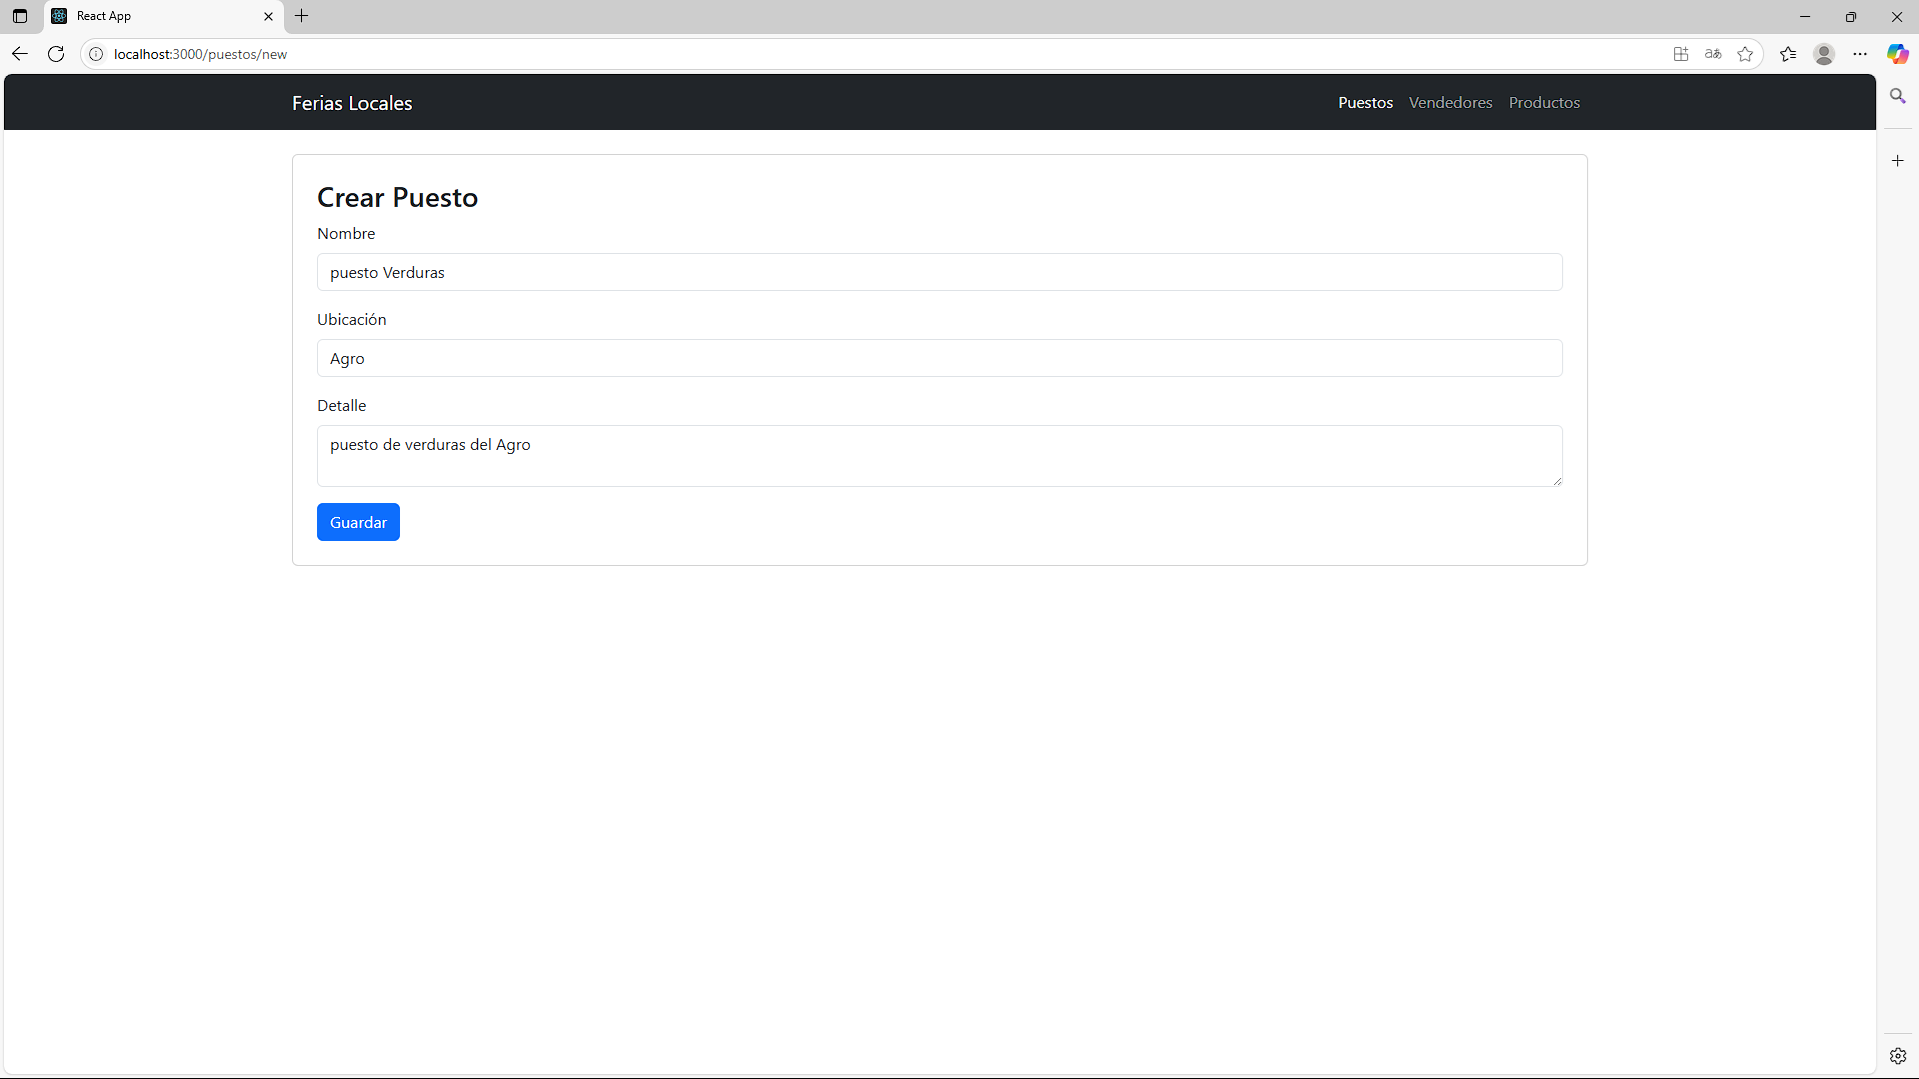 React App
localhost:3000/puestos/new
Ferias Locales
Puestos Vendedores Productos
Crear Puesto
Nombre
puesto Verduras
Ubicación
Agro
Detalle
puesto de verduras del Agro
Guardar